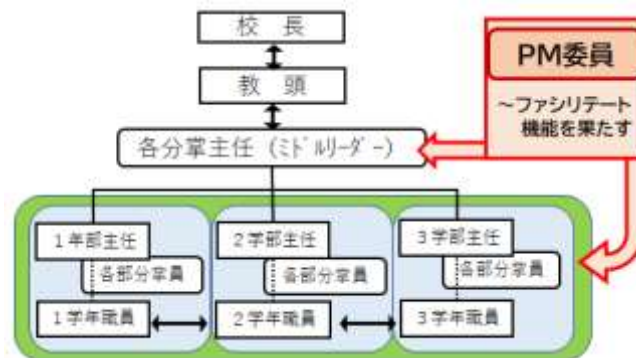 校 長
PM委員
教 頭
～ファシリテート
機能を果たす
各分掌主任(ﾐﾄﾞﾙﾘｰﾀﾞｰ)
1年部主任
2学部主任
3学部主任
各部分掌員
各部分掌員
各部分掌員
1学年職員
2学年職員
3学年職員